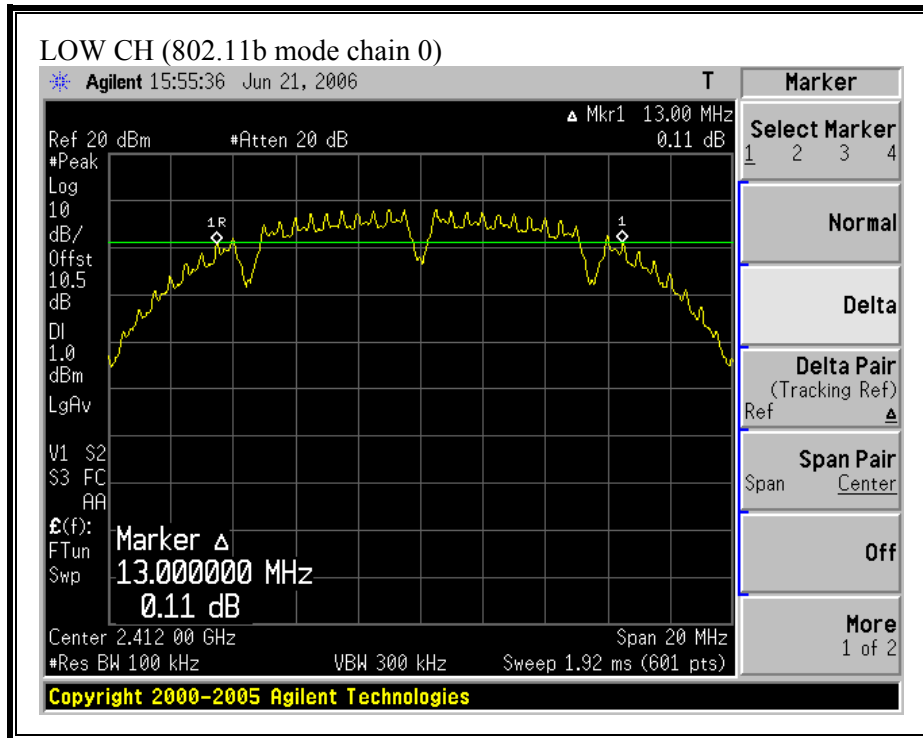 LOW CH (802.11b mode chain 0)
Agilent 15:55:36 Jun 21, 2006 T
Δ Mkr1 13.00 MHz
Ref 20 dBm #Atten 20 dB 0.11 dB
#Peak
Log
10
dB/
Offst
10.5
dB
DI
1.0
dBm
LgAv
V1 S2
S3 FC
AA
£(f):
FTun
Swp
1R
1
Marker Δ
13.000000 MHz
0.11 dB
Center 2.412 00 GHz Span 20 MHz
#Res BW 100 kHz VBW 300 kHz Sweep 1.92 ms (601 pts)
Copyright 2000-2005 Agilent Technologies
Marker
Select Marker
1 2 3 4
Normal
Delta
Delta Pair
(Tracking Ref)
Ref Δ
Span Pair
Span Center
Off
More
1 of 2